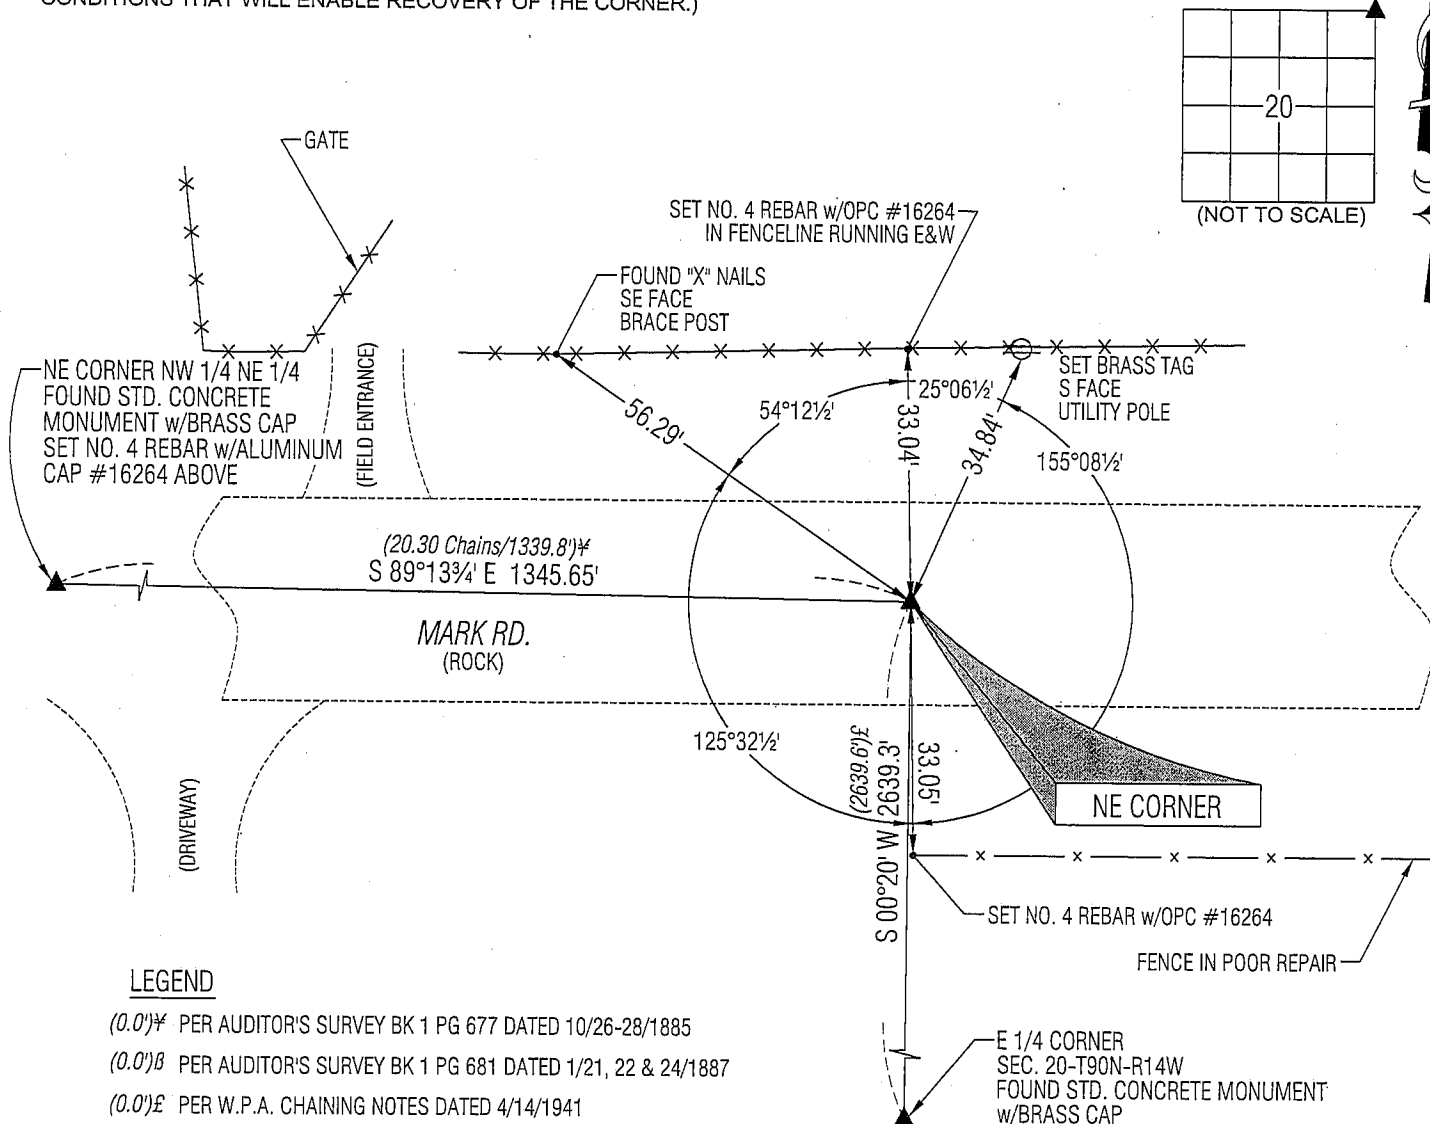 CONDITIONS THAT WILL ENABLE RECOVERY OF THE CORNER.)
20
(NOT TO SCALE)
GATE
SET NO. 4 REBAR w/OPC #16264
IN FENCELINE RUNNING E&W
FOUND "X" NAILS
SE FACE
BRACE POST
NE CORNER NW 1/4 NE 1/4
FOUND STD. CONCRETE
MONUMENT w/BRASS CAP
SET NO. 4 REBAR w/ALUMINUM
CAP #16264 ABOVE
(FIELD ENTRANCE)
SET BRASS TAG
S FACE
UTILITY POLE
56.29'
54°12½'
33.04'
25°06½'
34.84'
155°08½'
(20.30 Chains/1339.8')¥
S 89°13¾' E 1345.65'
MARK RD.
(ROCK)
125°32½'
(2639.6')£
S 00°20' W 2639.3'
33.05'
NE CORNER
(DRIVEWAY)
SET NO. 4 REBAR w/OPC #16264
FENCE IN POOR REPAIR
LEGEND
(0.0')¥ PER AUDITOR'S SURVEY BK 1 PG 677 DATED 10/26-28/1885
(0.0')β PER AUDITOR'S SURVEY BK 1 PG 681 DATED 1/21, 22 & 24/1887
(0.0')£ PER W.P.A. CHAINING NOTES DATED 4/14/1941
E 1/4 CORNER
SEC. 20-T90N-R14W
FOUND STD. CONCRETE MONUMENT
w/BRASS CAP